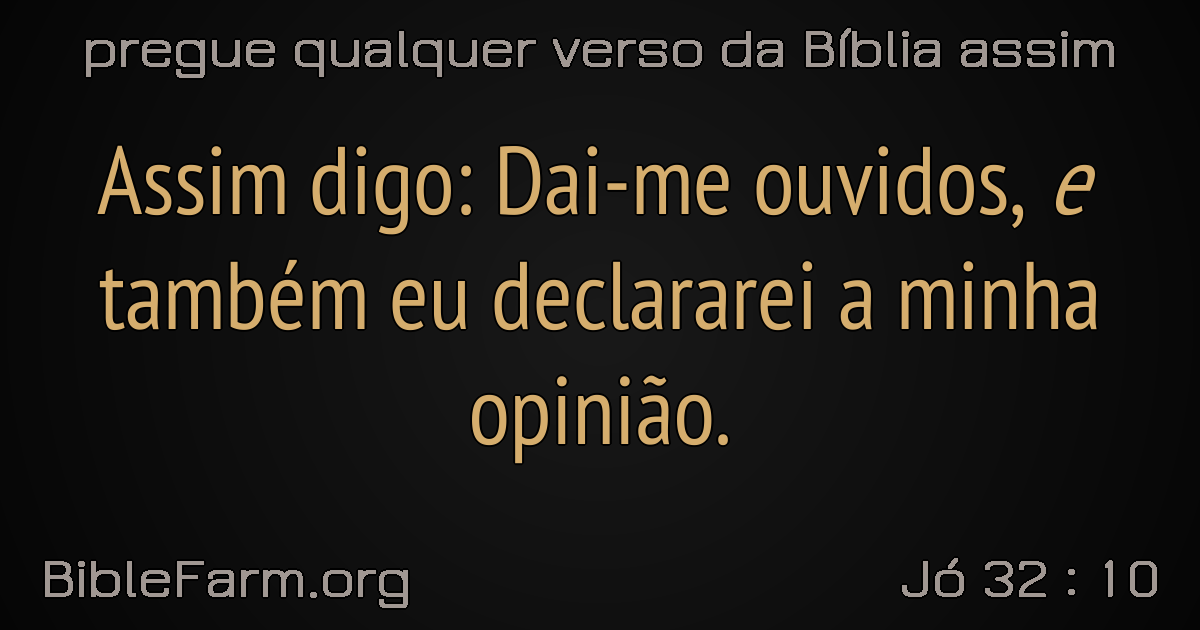 pregue qualquer verso da Bíblia assim
Assim digo: Dai-me ouvidos, e
também eu declararei a minha
opinião.
BibleFarm.org
Jó 32 : 10